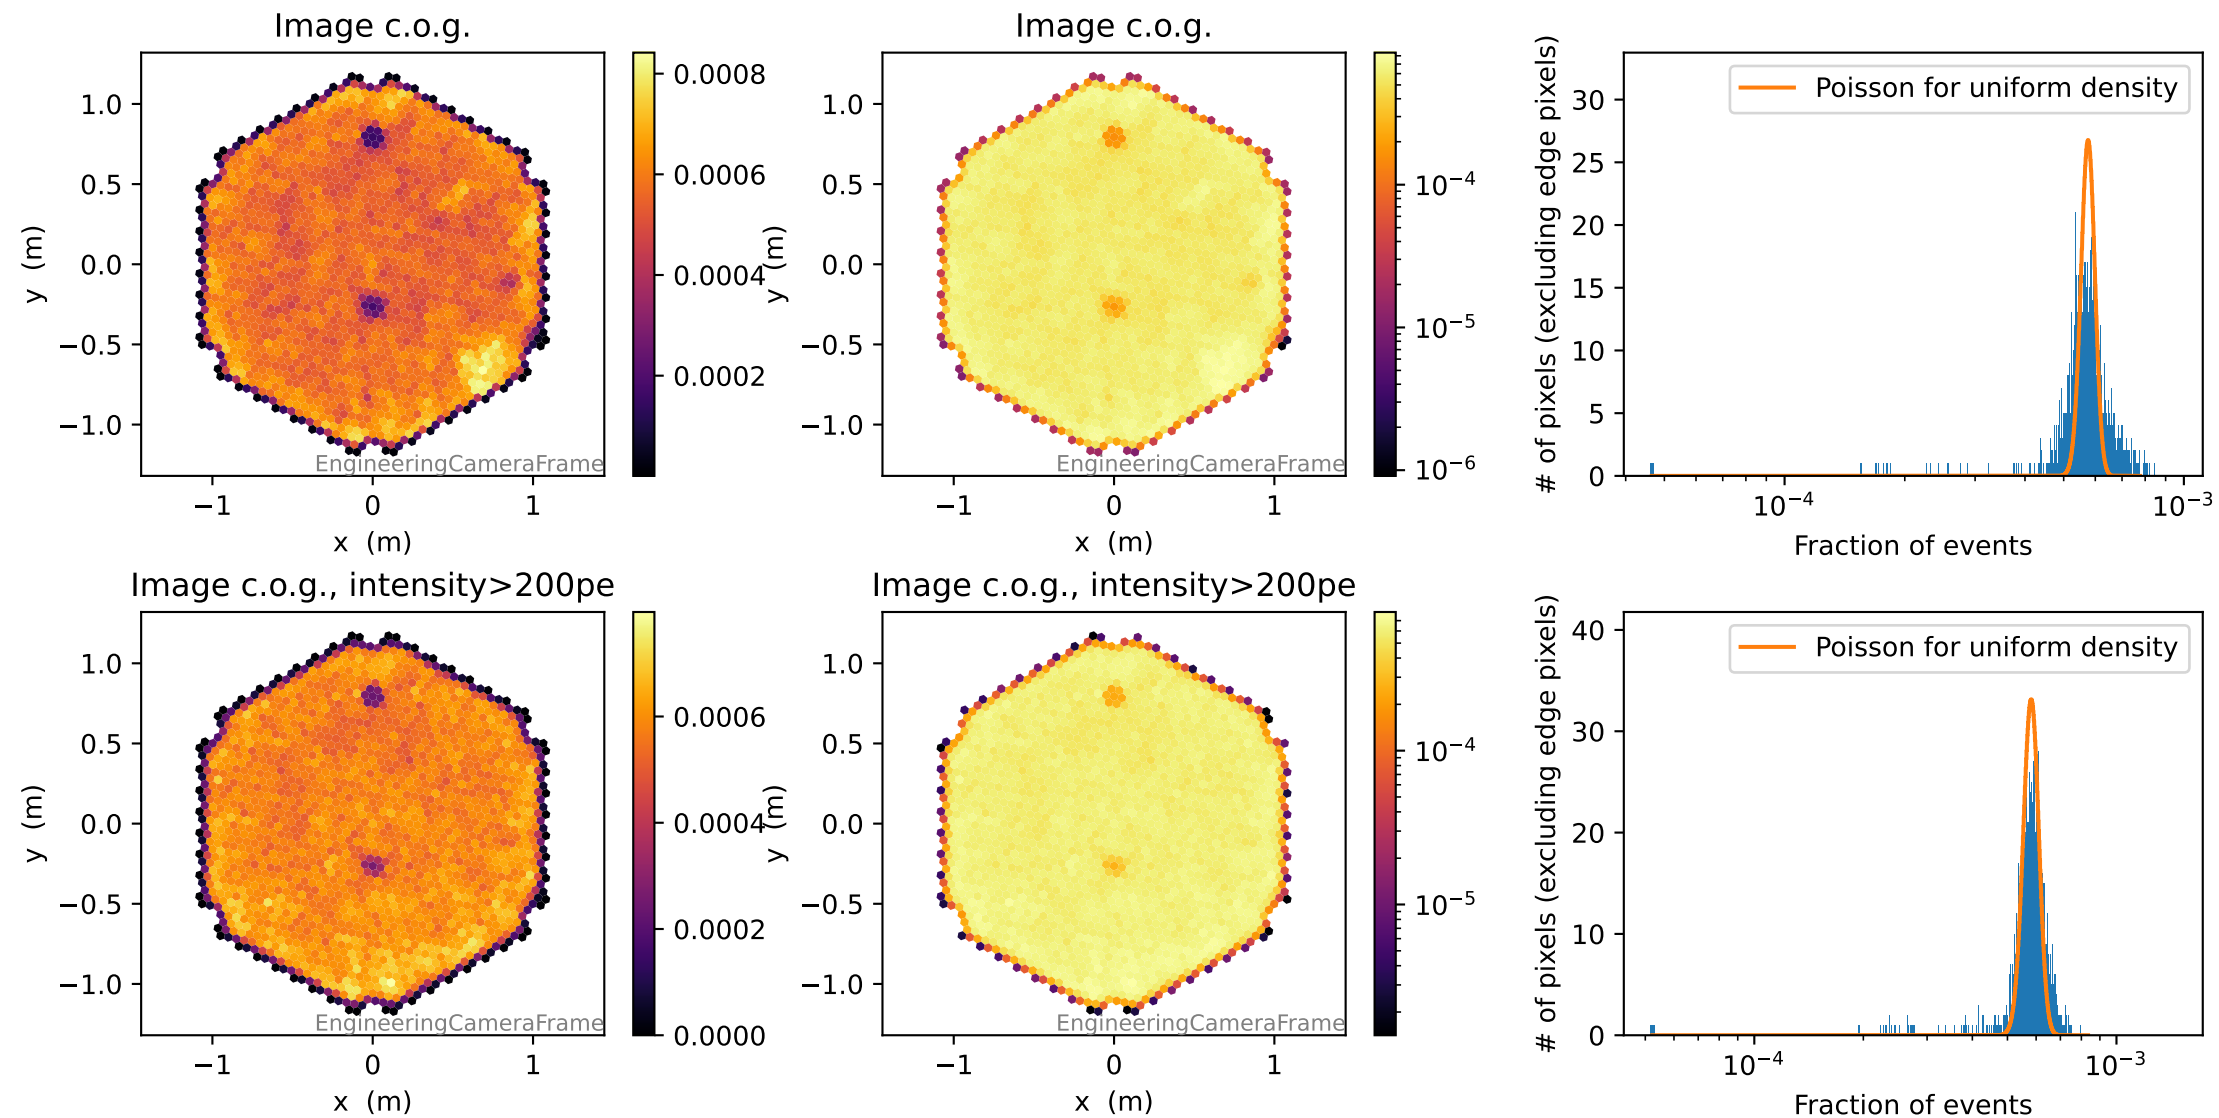 Image c.o.g.
1.0
0.5
0.0
−0.5
−1.0
y (m)
−1
0
1
x (m)
EngineeringCameraFrame
0.0008
0.0006
0.0004
0.0002
Image c.o.g.
1.0
0.5
0.0
−0.5
−1.0
y (m)
−1
0
1
x (m)
EngineeringCameraFrame
10⁻⁴
10⁻⁵
10⁻⁶
# of pixels (excluding edge pixels)
30
25
20
15
10
5
0
Poisson for uniform density
10⁻⁴
10⁻³
Fraction of events
Image c.o.g., intensity>200pe
1.0
0.5
0.0
−0.5
−1.0
y (m)
−1
0
1
x (m)
EngineeringCameraFrame
0.0006
0.0004
0.0002
0.0000
Image c.o.g., intensity>200pe
1.0
0.5
0.0
−0.5
−1.0
y (m)
−1
0
1
x (m)
EngineeringCameraFrame
10⁻⁴
10⁻⁵
# of pixels (excluding edge pixels)
40
30
20
10
0
Poisson for uniform density
10⁻⁴
10⁻³
Fraction of events